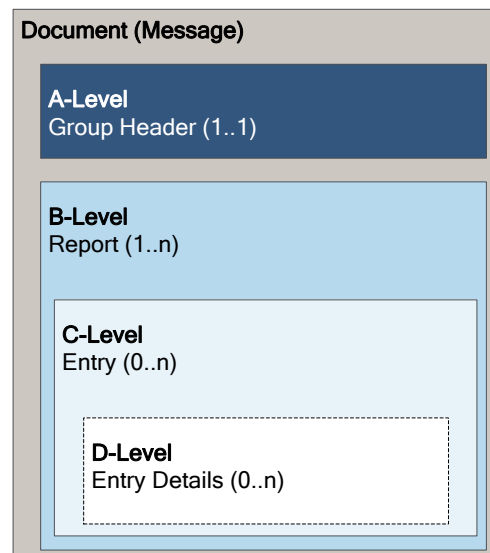 Document (Message)
A-Level
Group Header (1..1)
B-Level
Report (1..n)
C-Level
Entry (0..n)
D-Level
Entry Details (0..n)